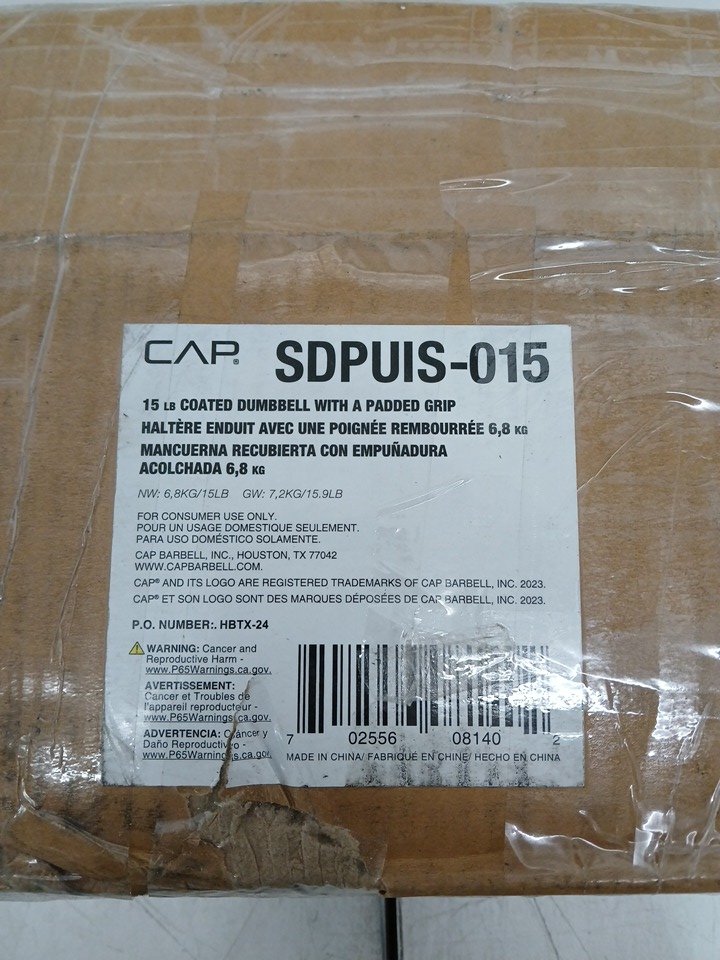 CAP® SDPUIS-015
15 LB COATED DUMBBELL WITH A PADDED GRIP
HALTÈRE ENDUIT AVEC UNE POIGNÉE REMBOURRÉE 6,8 KG
MANCUERNA RECUBIERTA CON EMPUÑADURA
ACOLCHADA 6,8 KG
NW: 6,8KG/15LB GW: 7,2KG/15.9LB
FOR CONSUMER USE ONLY.
POUR UN USAGE DOMESTIQUE SEULEMENT.
PARA USO DOMÉSTICO SOLAMENTE.
CAP BARBELL, INC., HOUSTON, TX 77042
WWW.CAPBARBELL.COM.
CAP® AND ITS LOGO ARE REGISTERED TRADEMARKS OF CAP BARBELL, INC. 2023.
CAP® ET SON LOGO SONT DES MARQUES DÉPOSÉES DE CAP BARBELL, INC. 2023.
P.O. NUMBER:. HBTX-24
WARNING: Cancer and
Reproductive Harm -
www.P65Warnings.ca.gov.
AVERTISSEMENT:
Cancer et Troubles de
l'appareil reproducteur -
www.P65Warnings.ca.gov.
ADVERTENCIA: Cáncer y
Daño Reproductivo -
www.P65Warnings.ca.gov.
7 02556 08140 2
MADE IN CHINA/ FABRIQUÉ EN CHINE/ HECHO EN CHINA